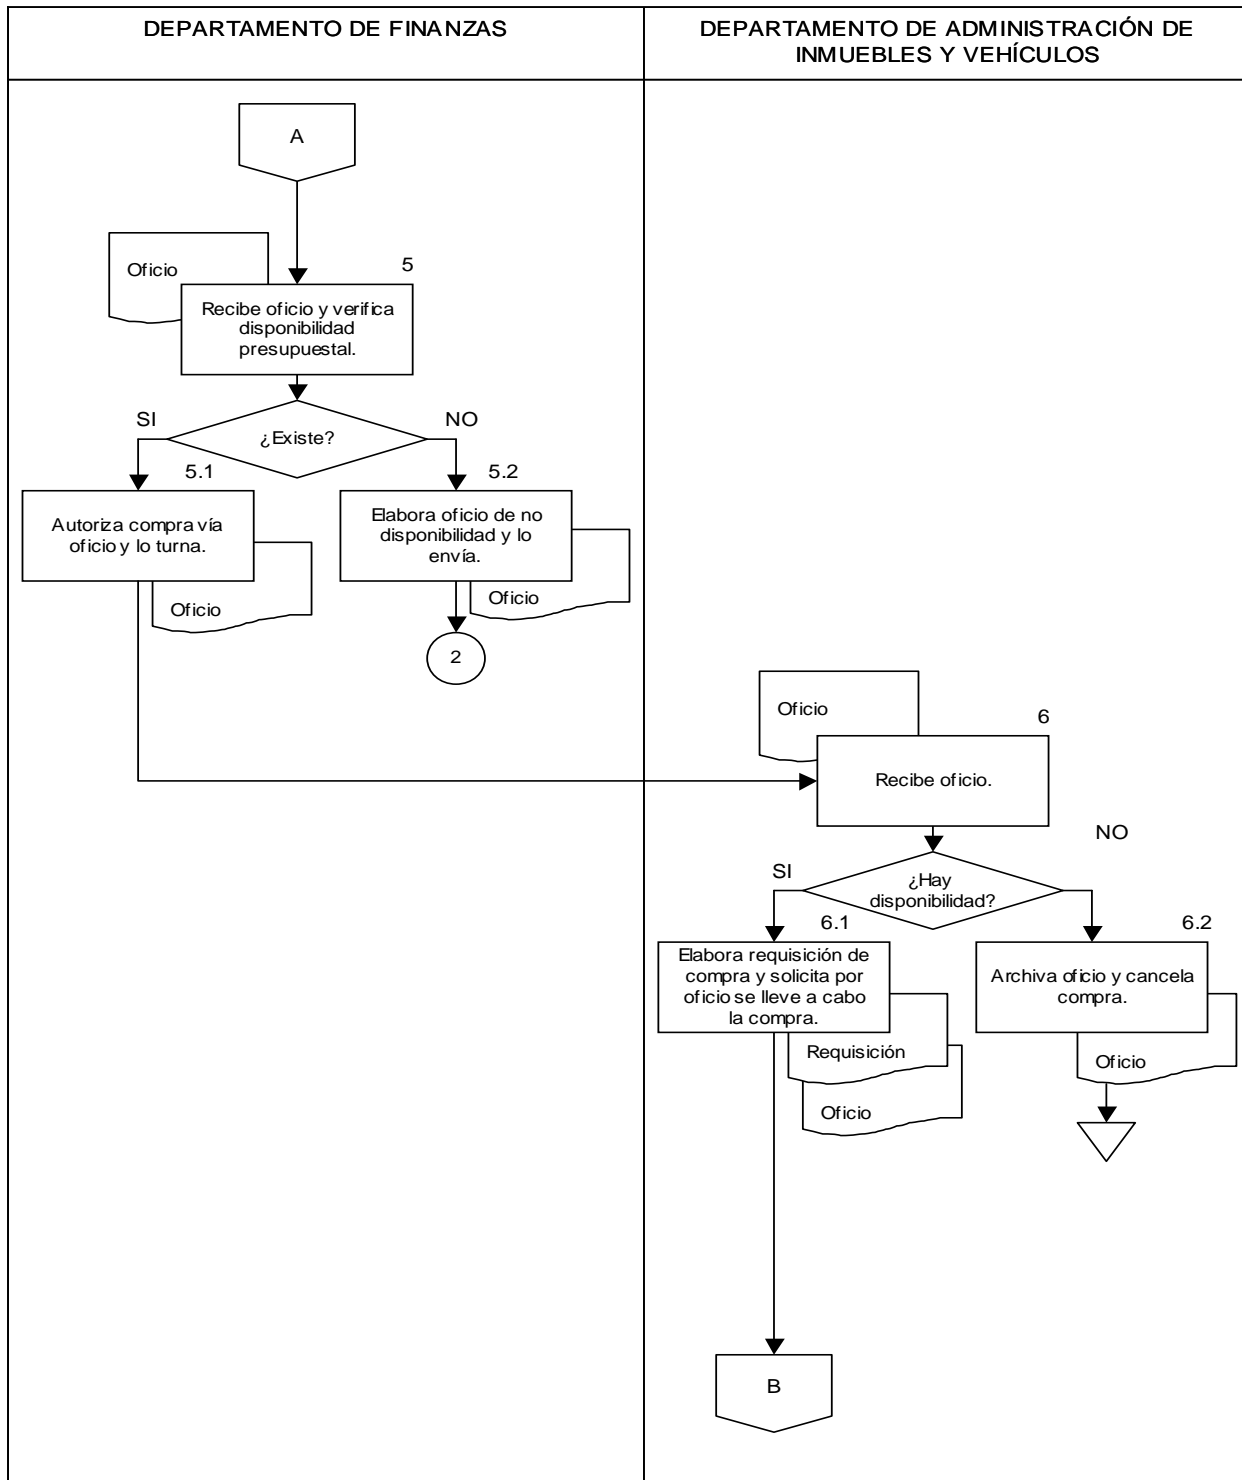 DEPARTAMENTO DE FINANZAS
DEPARTAMENTO DE ADMINISTRACIÓN DE
INMUEBLES Y VEHÍCULOS
A
Oficio
5
Recibe oficio y verifica
disponibilidad
presupuestal.
SI
NO
¿Existe?
5.1
5.2
Autoriza compra vía
oficio y lo turna.
Oficio
Elabora oficio de no
disponibilidad y lo
envía.
Oficio
2
Oficio
6
Recibe oficio.
NO
SI
¿Hay
disponibilidad?
6.1
6.2
Elabora requisición de
compra y solicita por
oficio se lleve a cabo
la compra.
Requisición
Oficio
Archiva oficio y cancela
compra.
Oficio
B